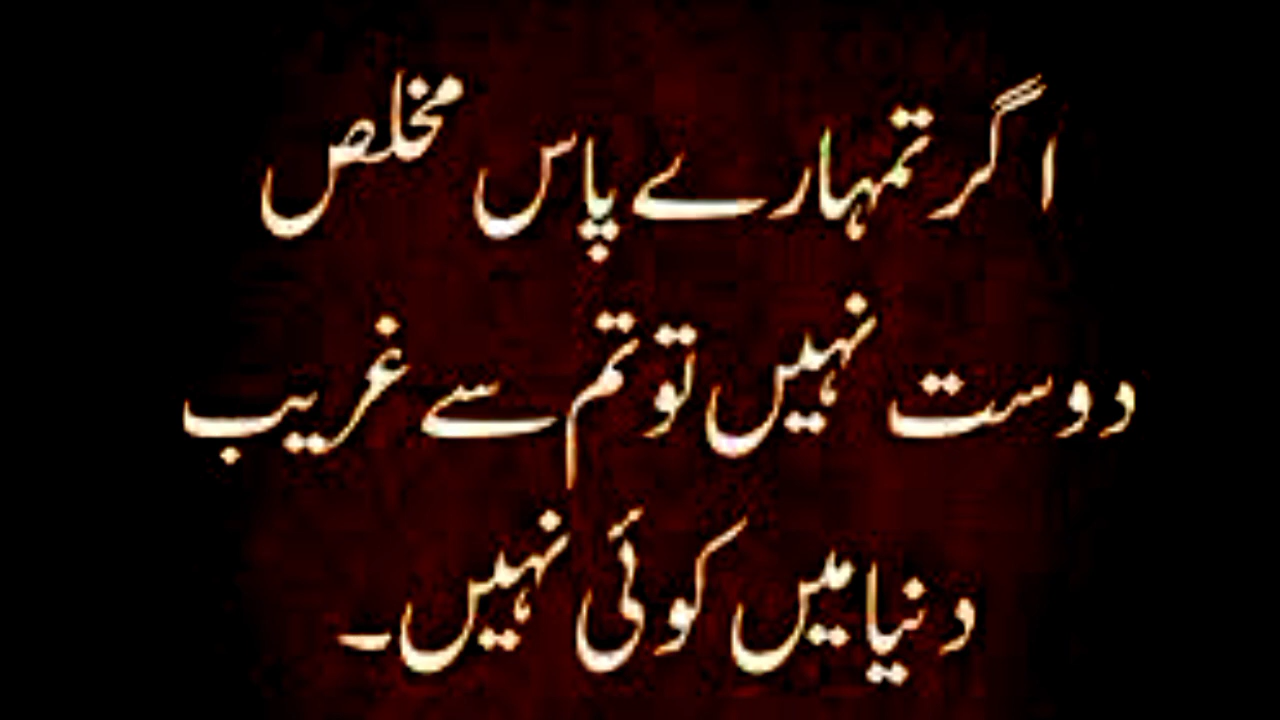 اگر تمہارے پاس مخلص
دوست نہیں تو تم سے غریب
دنیا میں کوئی نہیں۔